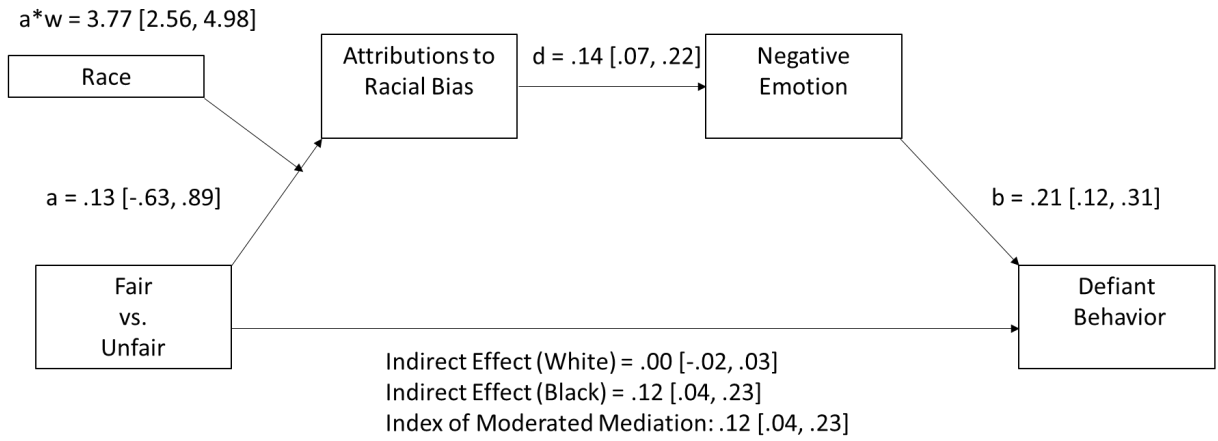 a*w = 3.77 [2.56, 4.98]
Race
Attributions to
Racial Bias
d = .14 [.07, .22]
Negative
Emotion
a = .13 [-.63, .89]
b = .21 [.12, .31]
Fair
vs.
Unfair
Defiant
Behavior
Indirect Effect (White) = .00 [-.02, .03]
Indirect Effect (Black) = .12 [.04, .23]
Index of Moderated Mediation: .12 [.04, .23]